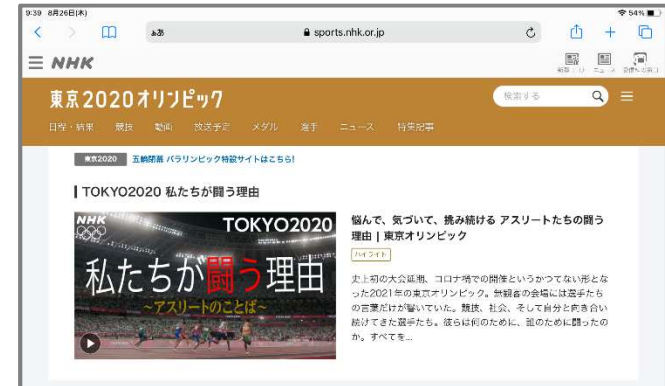 9:39 8月26日(木)
54%
ぁあ
sports.nhk.or.jp
NHK
ニュース
東京2020オリンピック
検索する
日程・結果 競技 動画 放送予定 メダル 選手 ニュース 特集記事
東京2020 五輪閉幕 パラリンピック特設サイトはこちら!
TOKYO2020 私たちが闘う理由
NHK
TOKYO2020
私たちが闘う理由
~アスリートのことば~
悩んで、気づいて、挑み続ける アスリートたちの闘う
理由 | 東京オリンピック
ハイライト
史上初の大会延期、コロナ禍での開催というかつてない形とな
った2021年の東京オリンピック。無観客の会場には選手たち
の言葉だけが響いていた。競技、社会、そして自分と向き合い
続けてきた選手たち。彼らは何のために、誰のために闘ったの
か。すべてを...